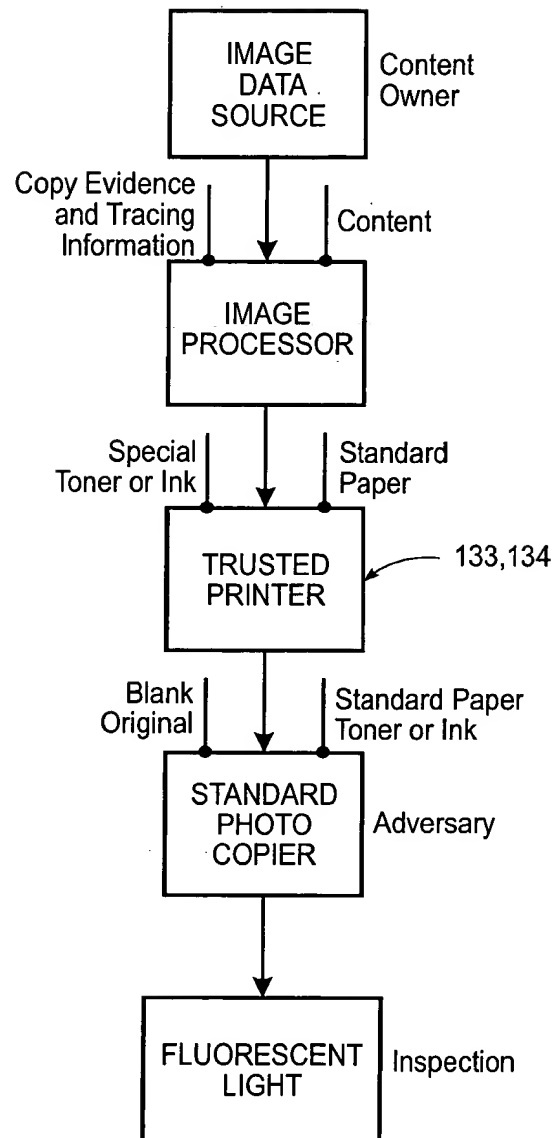 IMAGE
DATA
SOURCE
Content
Owner
Copy Evidence
and Tracing
Information
Content
IMAGE
PROCESSOR
Special
Toner or Ink
Standard
Paper
TRUSTED
PRINTER
133,134
Blank
Original
Standard Paper
Toner or Ink
STANDARD
PHOTO
COPIER
Adversary
FLUORESCENT
LIGHT
Inspection